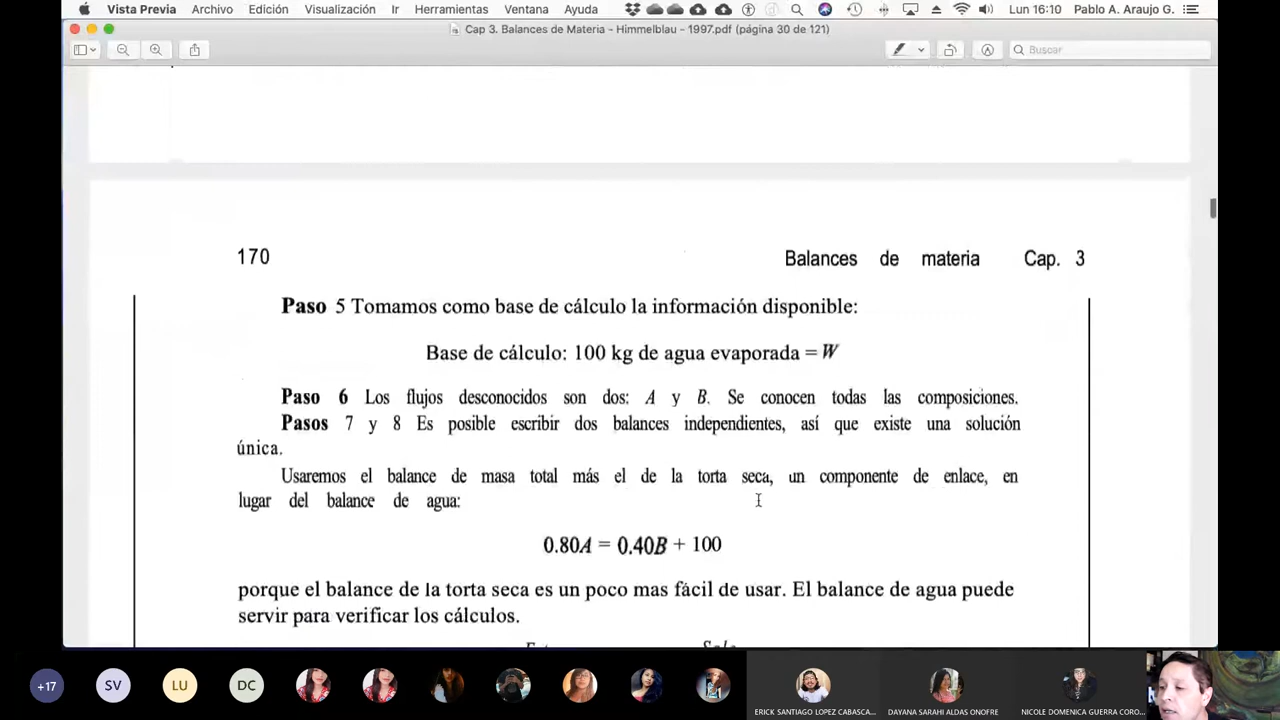 Vista Previa Archivo Edición Visualización Ir Herramientas Ventana Ayuda Lun 16:10 Pablo A. Araujo G.
Cap 3. Balances de Materia - Himmelblau - 1997.pdf (página 30 de 121)
Buscar
170 Balances de materia Cap. 3
Paso 5 Tomamos como base de cálculo la información disponible:
Base de cálculo: 100 kg de agua evaporada = W
Paso 6 Los flujos desconocidos son dos: A y B. Se conocen todas las composiciones.
Pasos 7 y 8 Es posible escribir dos balances independientes, así que existe una solución
única.
Usaremos el balance de masa total más el de la torta seca, un componente de enlace, en
lugar del balance de agua:
0.80A = 0.40B + 100
porque el balance de la torta seca es un poco mas fácil de usar. El balance de agua puede
servir para verificar los cálculos.
+17 SV LU DC
ERICK SANTIAGO LOPEZ CABASCA... DAYANA SARAHI ALDAS ONOFRE NICOLE DOMENICA GUERRA CORO...